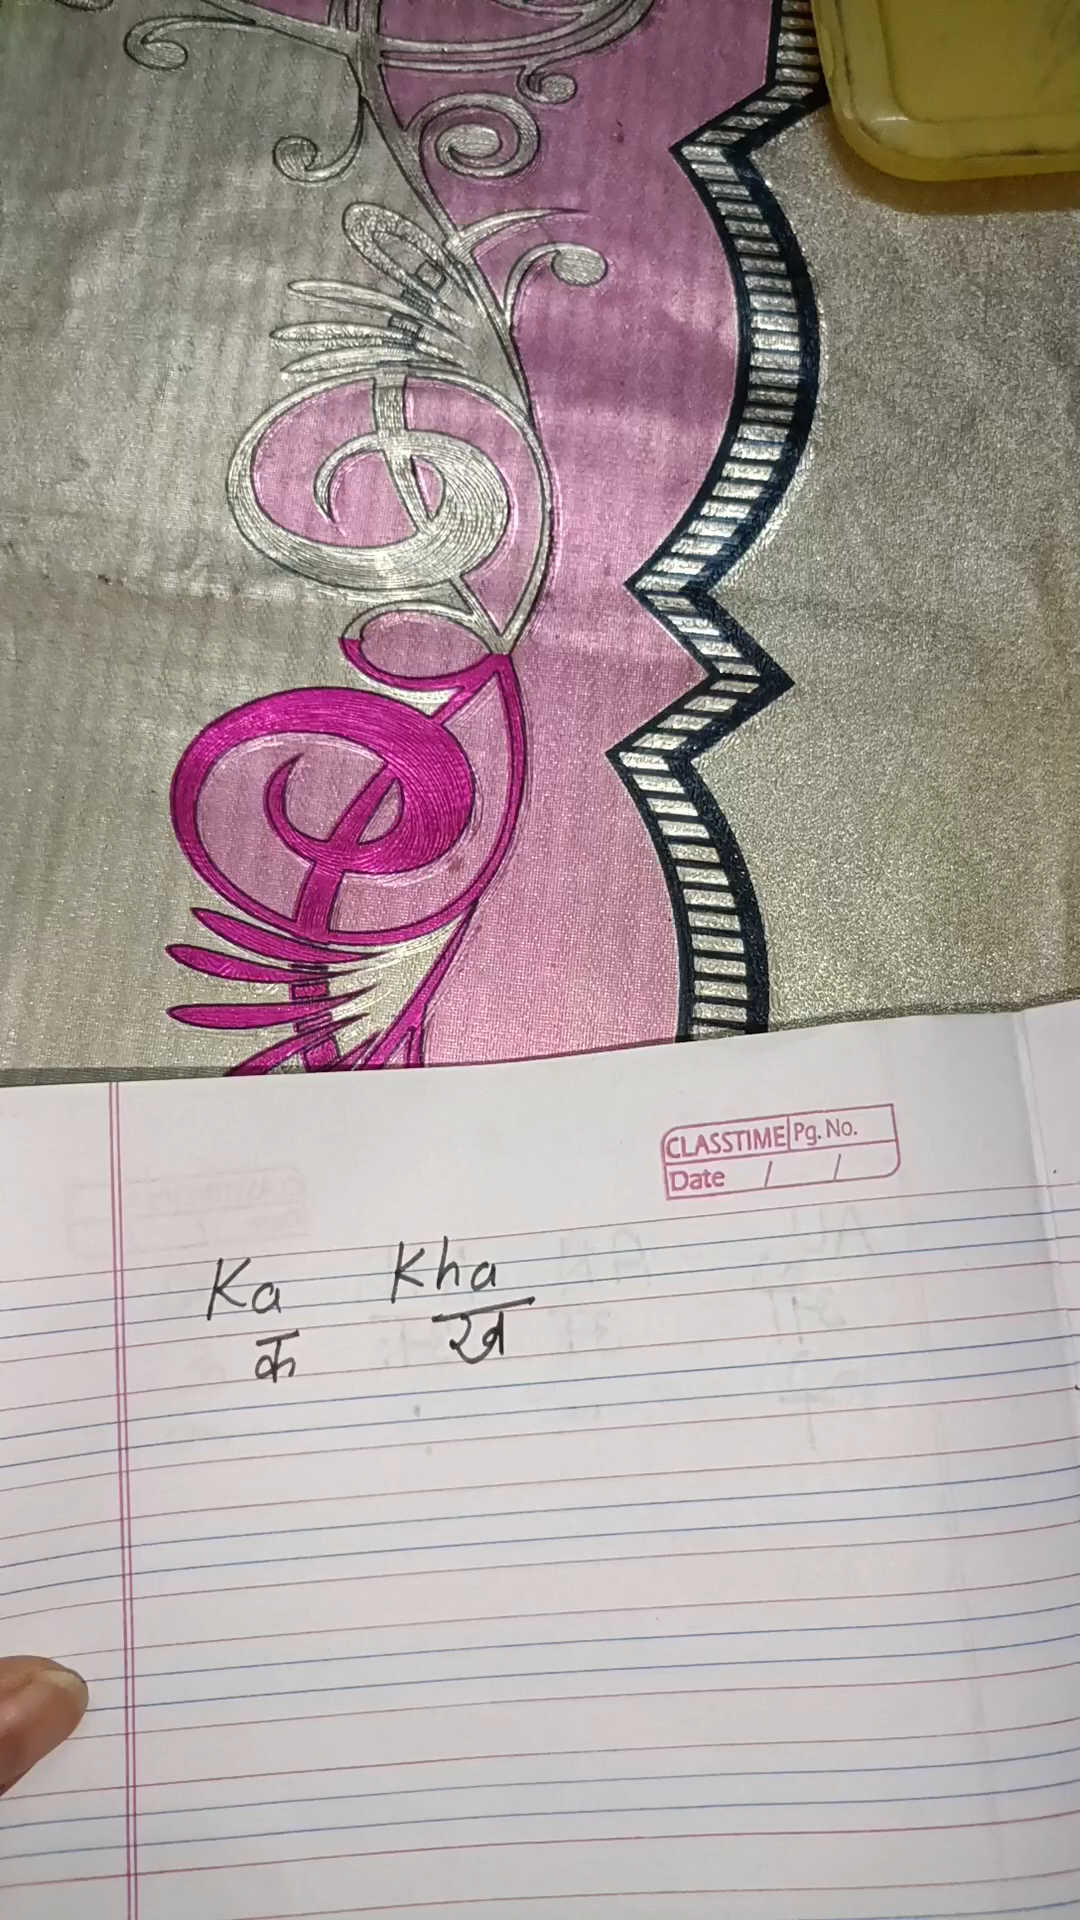 CLASSTIME Pg. No.
Date / /
Ka Kha
क ख